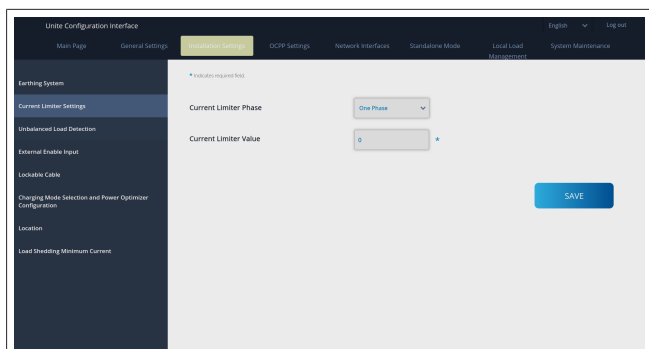 Unite Configuration Interface
English
Log out
Main Page
General Settings
Installation Settings
OCPP Settings
Network Interfaces
Standalone Mode
Local Load
Management
System Maintenance
* Indicates required field.
Earthing System
Current Limiter Settings
Unbalanced Load Detection
External Enable Input
Lockable Cable
Charging Mode Selection and Power Optimizer
Configuration
Location
Load Shedding Minimum Current
Current Limiter Phase
One Phase
Current Limiter Value
0
*
SAVE